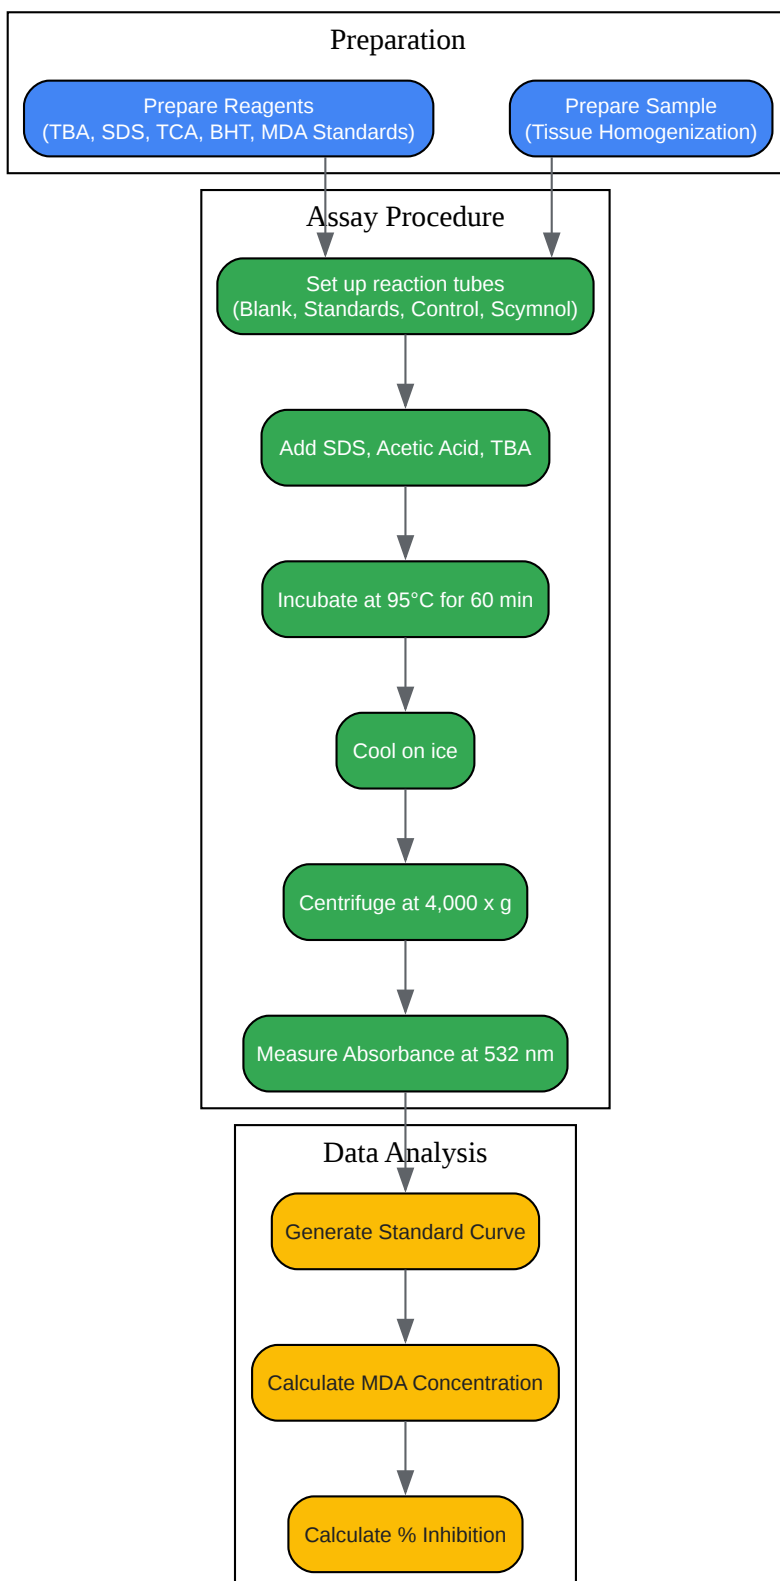 Preparation
Prepare Reagents
(TBA, SDS, TCA, BHT, MDA Standards)
Prepare Sample
(Tissue Homogenization)
Assay Procedure
Set up reaction tubes
(Blank, Standards, Control, Scymnol)
Add SDS, Acetic Acid, TBA
Incubate at 95°C for 60 min
Cool on ice
Centrifuge at 4,000 x g
Measure Absorbance at 532 nm
Data Analysis
Generate Standard Curve
Calculate MDA Concentration
Calculate % Inhibition